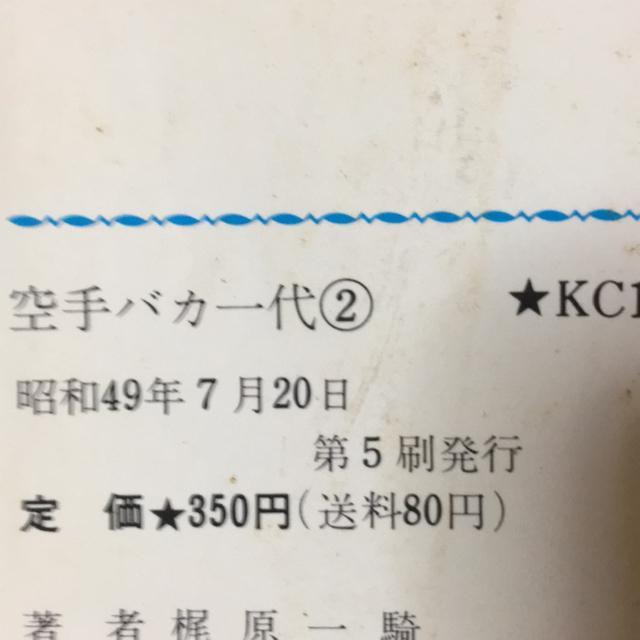 空手バカ一代② ★KC1
昭和49年7月20日
第5刷発行
定 価★350円(送料80円)
著 者 梶 原 一 騎